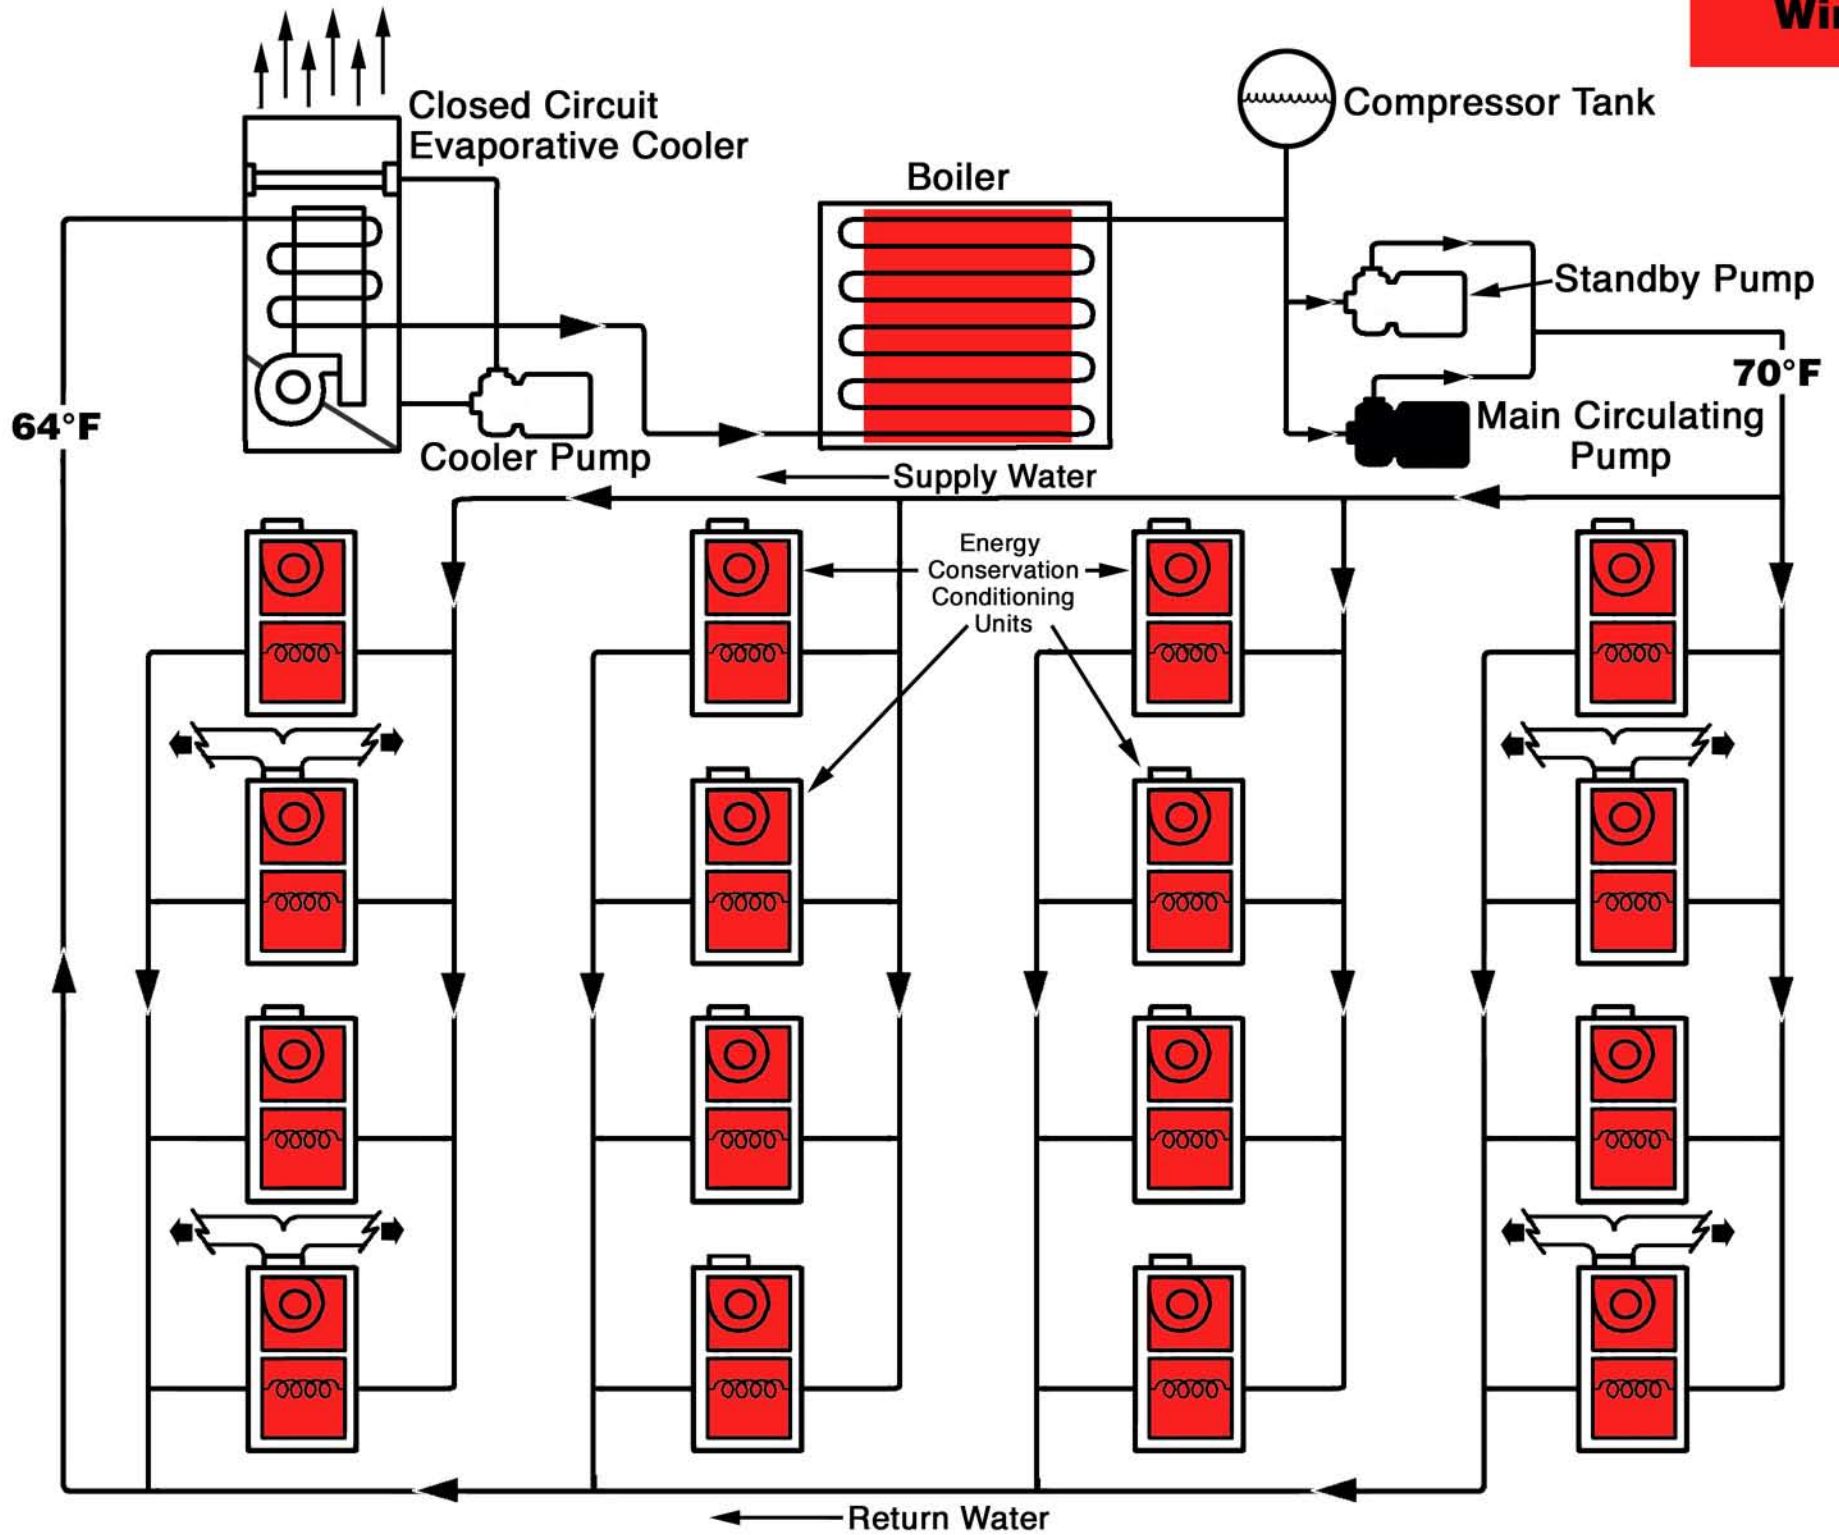 Closed Circuit
Evaporative Cooler
Compressor Tank
Boiler
Standby Pump
70°F
64°F
Main Circulating
Pump
Cooler Pump
Supply Water
Energy
Conservation
Conditioning
Units
Return Water